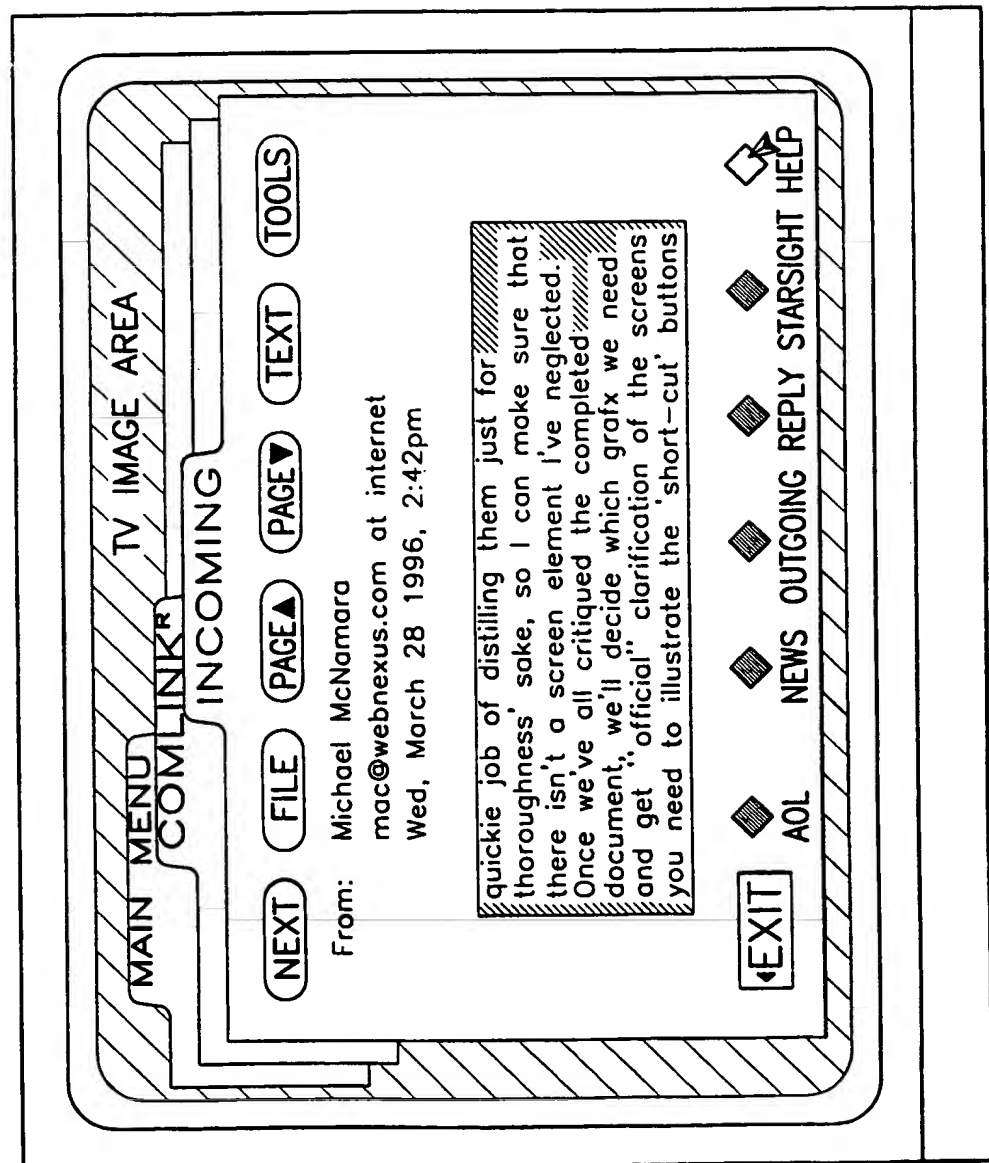 TV IMAGE AREA
MAIN MENU
COMLINKR
INCOMING
NEXT FILE PAGE▲ PAGE▼ TEXT TOOLS
From: Michael McNamara
mac@webnexus.com at internet
Wed, March 28 1996, 2:42pm
quickie job of distilling them just for
thoroughness' sake, so I can make sure that
there isn't a screen element I've neglected.
Once we've all critiqued the completed
document, we'll decide which grafx we need
and get "official" clarification of the screens
you need to illustrate the 'short-cut' buttons
◂EXIT
AOL NEWS OUTGOING REPLY STARSIGHT HELP